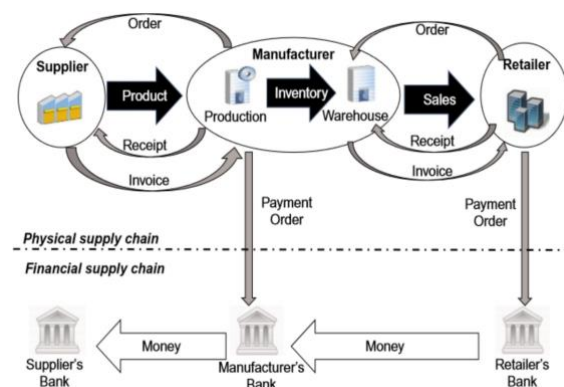 Order
Order
Supplier
Manufacturer
Retailer
Product
Production
Inventory
Warehouse
Sales
Receipt
Receipt
Invoice
Invoice
Payment
Order
Payment
Order
Physical supply chain
Financial supply chain
Money
Money
Supplier's
Bank
Manufacturer's
Bank
Retailer's
Bank